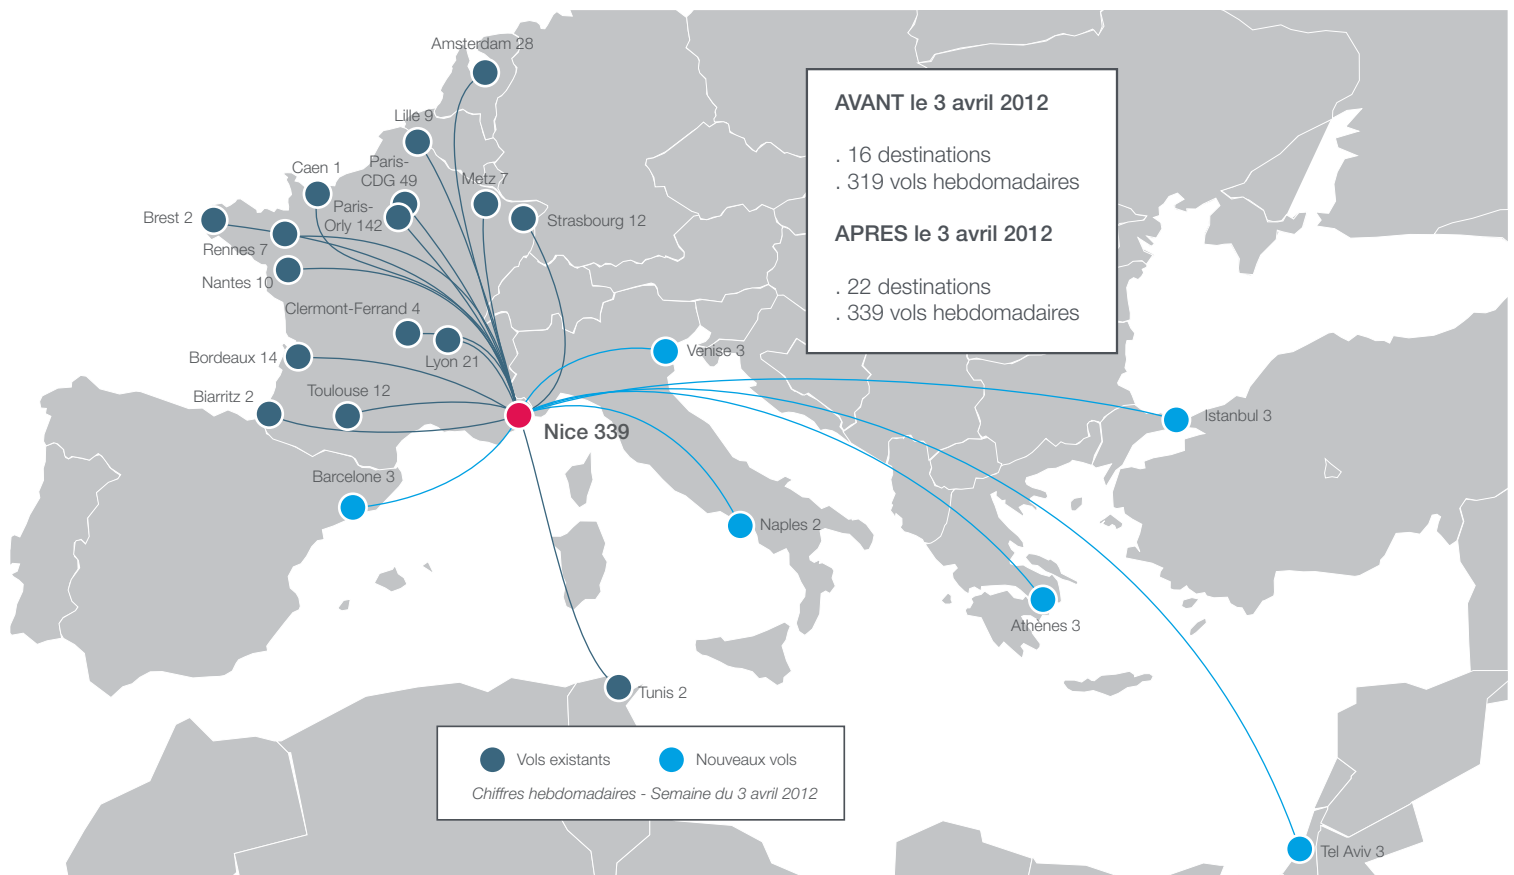 Amsterdam 28
Lille 9
Caen 1
Paris-
CDG 49
Metz 7
Paris-
Orly 142
Brest 2
Strasbourg 12
Rennes 7
Nantes 10
Clermont-Ferrand 4
Bordeaux 14
Lyon 21
Venise 3
Biarritz 2
Toulouse 12
Istanbul 3
Nice 339
Barcelone 3
Naples 2
Athènes 3
Tunis 2
Tel Aviv 3
AVANT le 3 avril 2012
. 16 destinations
. 319 vols hebdomadaires
APRES le 3 avril 2012
. 22 destinations
. 339 vols hebdomadaires
Vols existants
Nouveaux vols
Chiffres hebdomadaires - Semaine du 3 avril 2012